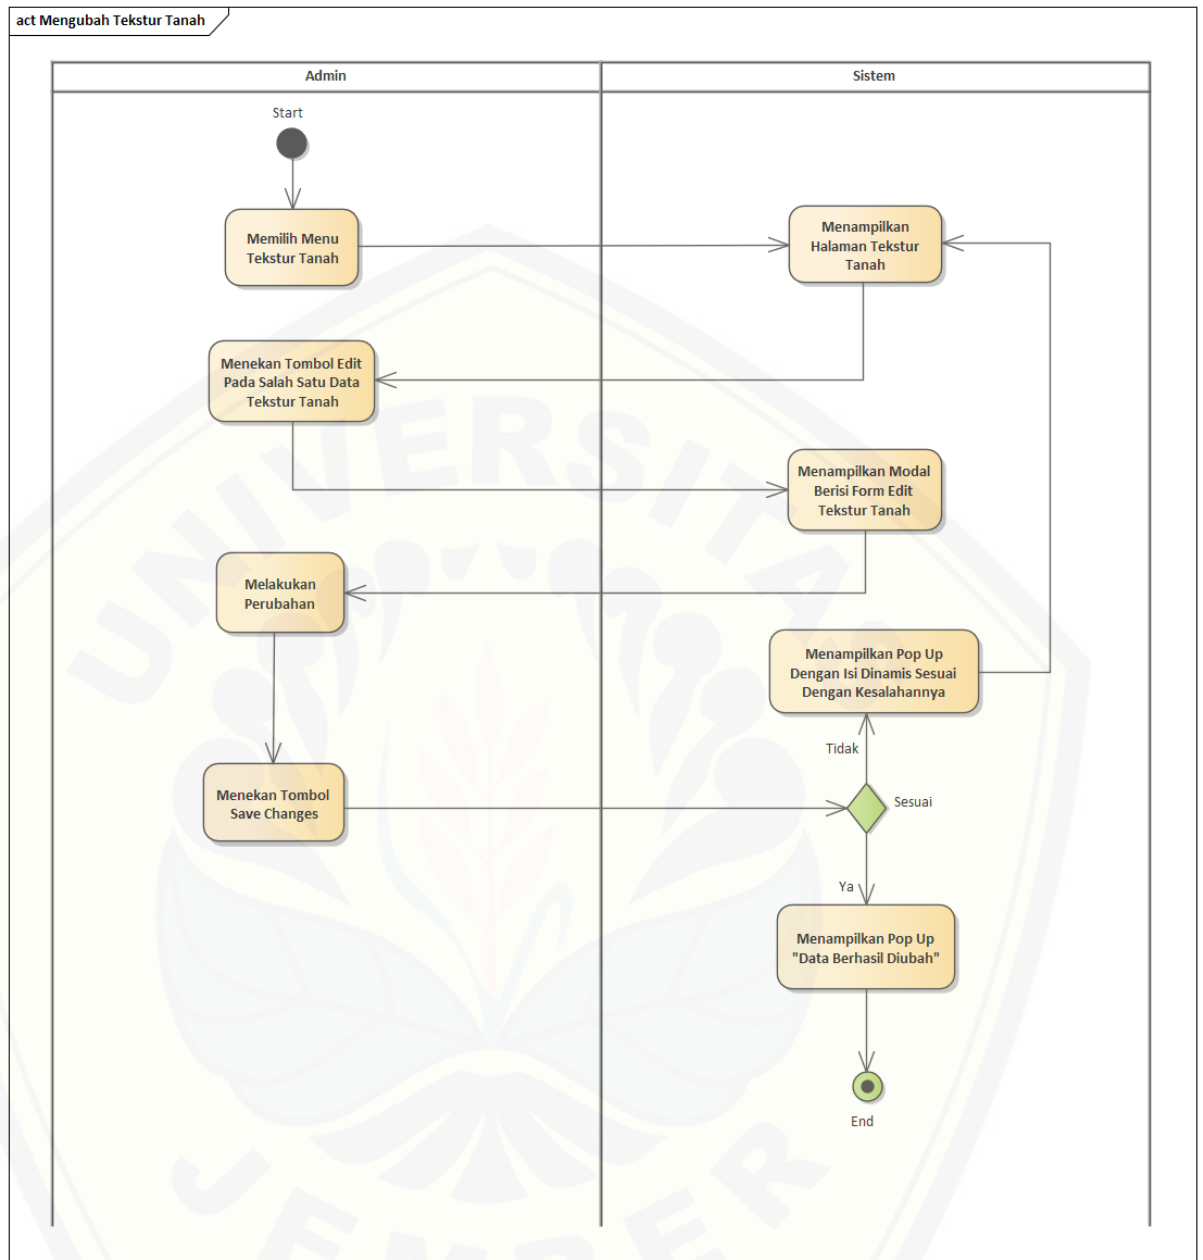 act Mengubah Tekstur Tanah
Admin
Sistem
Start
Memilih Menu
Tekstur Tanah
Menampilkan
Halaman Tekstur
Tanah
Menekan Tombol Edit
Pada Salah Satu Data
Tekstur Tanah
Menampilkan Modal
Berisi Form Edit
Tekstur Tanah
Melakukan
Perubahan
Menampilkan Pop Up
Dengan Isi Dinamis Sesuai
Dengan Kesalahannya
Tidak
Menekan Tombol
Save Changes
Sesuai
Ya
Menampilkan Pop Up
"Data Berhasil Diubah"
End
UNIVERSITAS
JEMBER